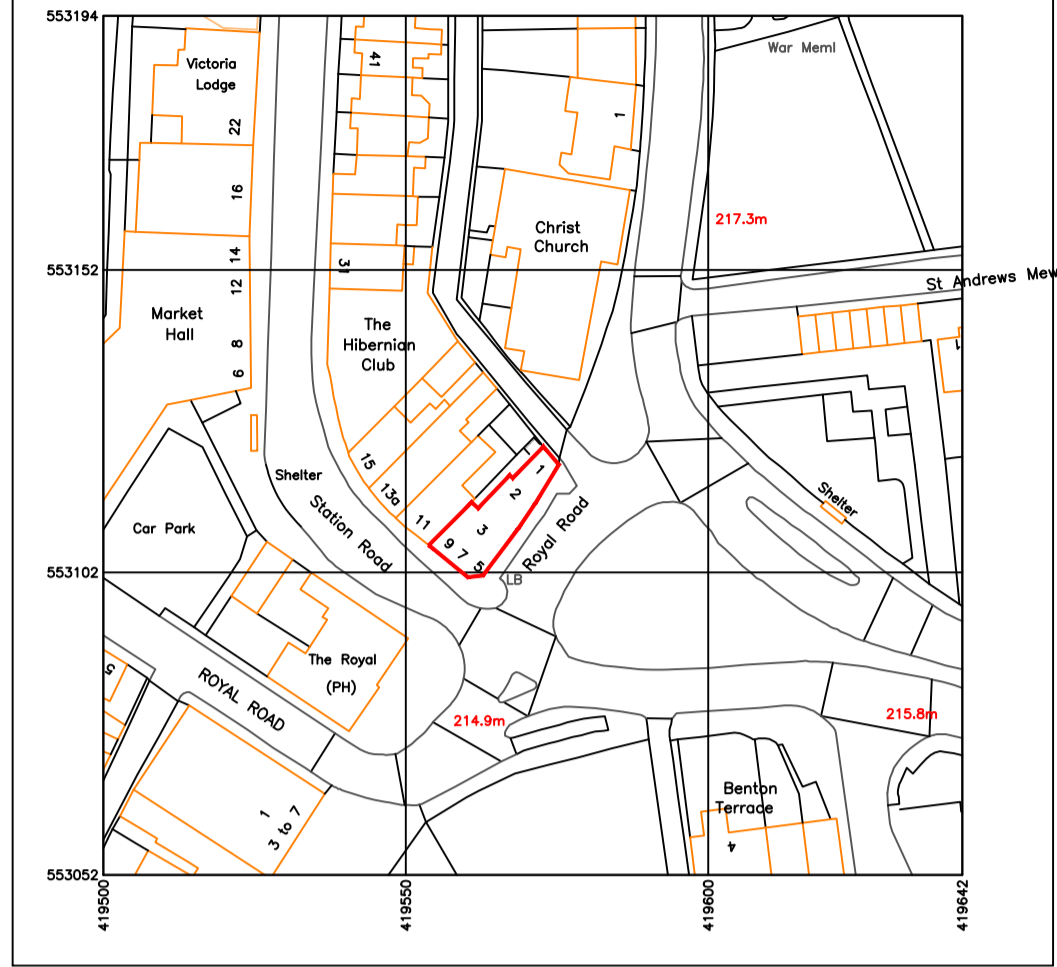 553194
War Meml
Victoria
Lodge
41
22
1
16
217.3m
Christ
Church
14
31
553152
12
St Andrews Mew
Market
Hall
The
Hibernian
Club
8
6
1
15
1
Shelter
13a
2
Shelter
Station Road
11
3
Royal Road
Car Park
9
7
5
553102
LB
The Royal
(PH)
5
ROYAL ROAD
214.9m
215.8m
Benton
Terrace
1
3 to 7
4
553052
419500
419550
419600
419642